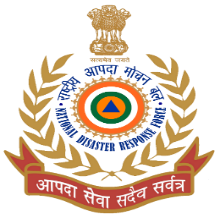 सत्यमेव जयते
राष्ट्रीय आपदा मोचन बल
NATIONAL DISASTER RESPONSE FORCE
आपदा सेवा सदैव सर्वत्र